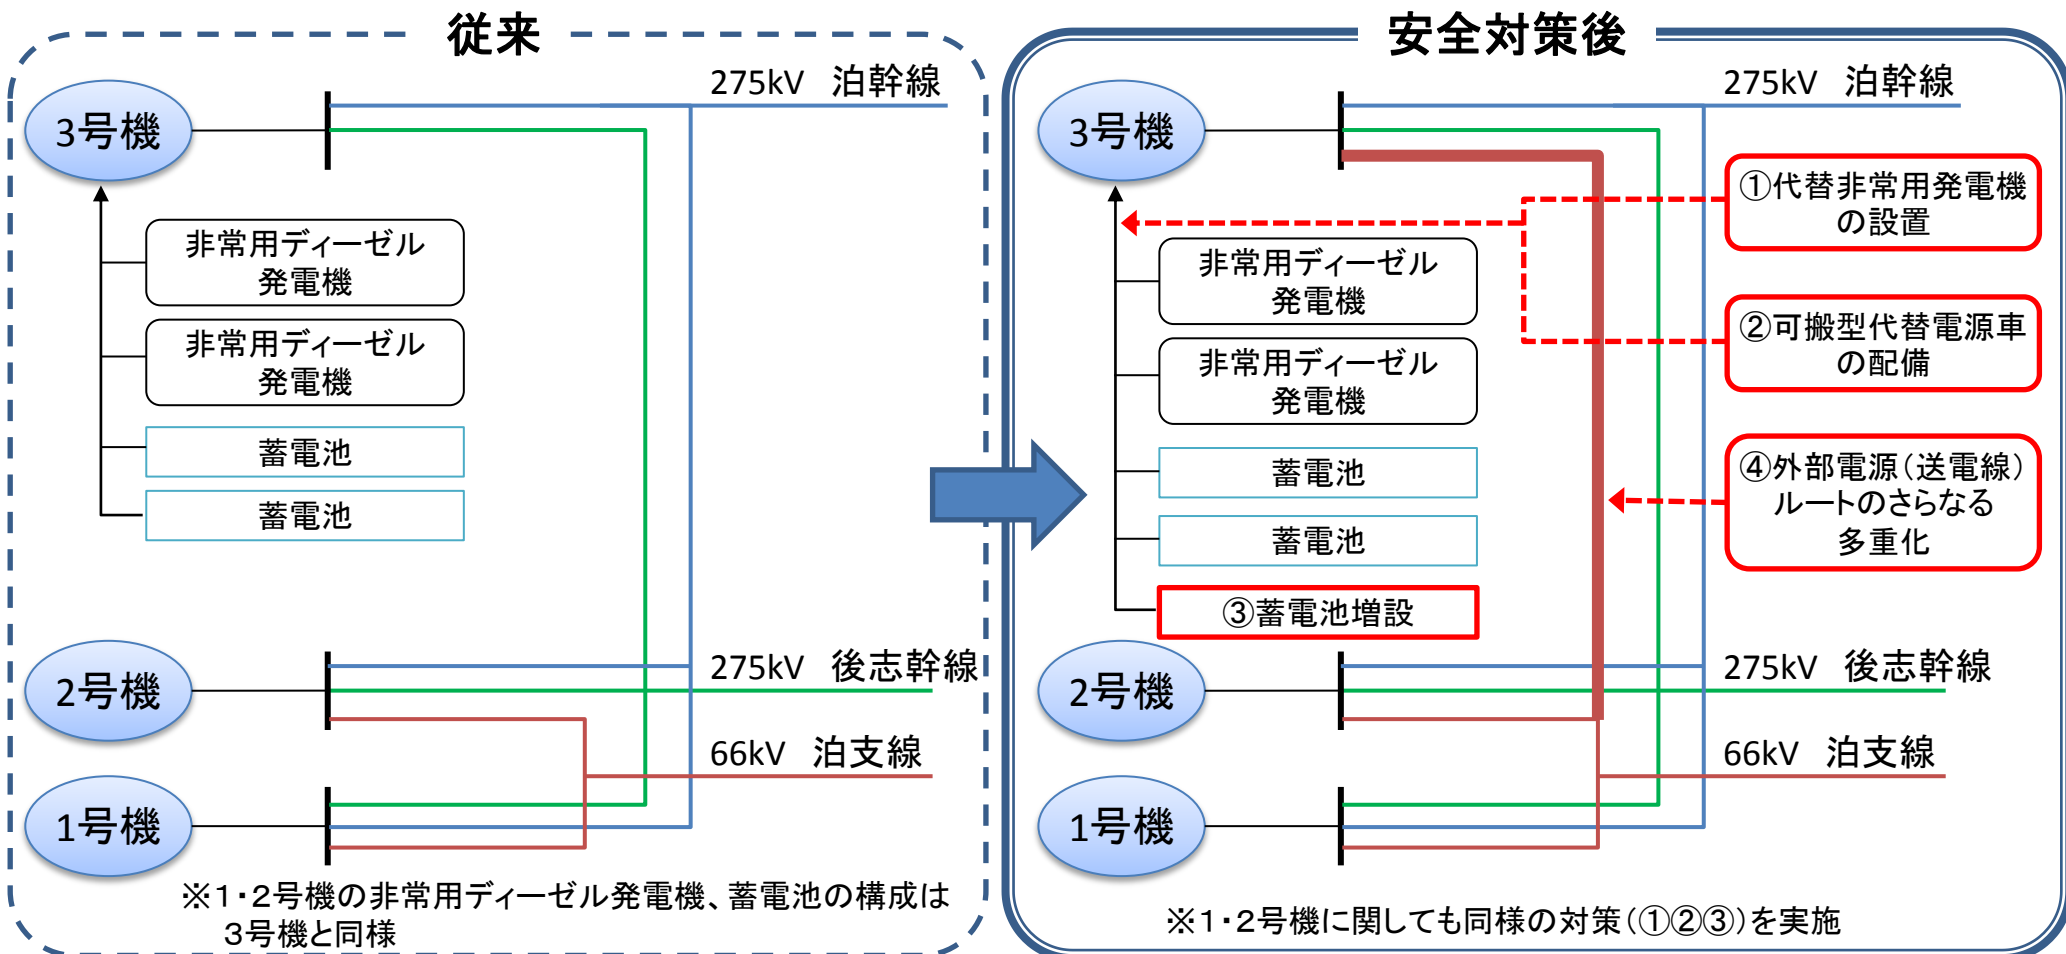 従来
275kV 泊幹線
3号機
非常用ディーゼル
発電機
非常用ディーゼル
発電機
蓄電池
蓄電池
2号機
275kV 後志幹線
66kV 泊支線
1号機
※1・2号機の非常用ディーゼル発電機、蓄電池の構成は
3号機と同様
安全対策後
275kV 泊幹線
3号機
①代替非常用発電機
の設置
非常用ディーゼル
発電機
②可搬型代替電源車
の配備
非常用ディーゼル
発電機
蓄電池
④外部電源(送電線)
ルートのさらなる
多重化
蓄電池
③蓄電池増設
2号機
275kV 後志幹線
66kV 泊支線
1号機
※1・2号機に関しても同様の対策(①②③)を実施